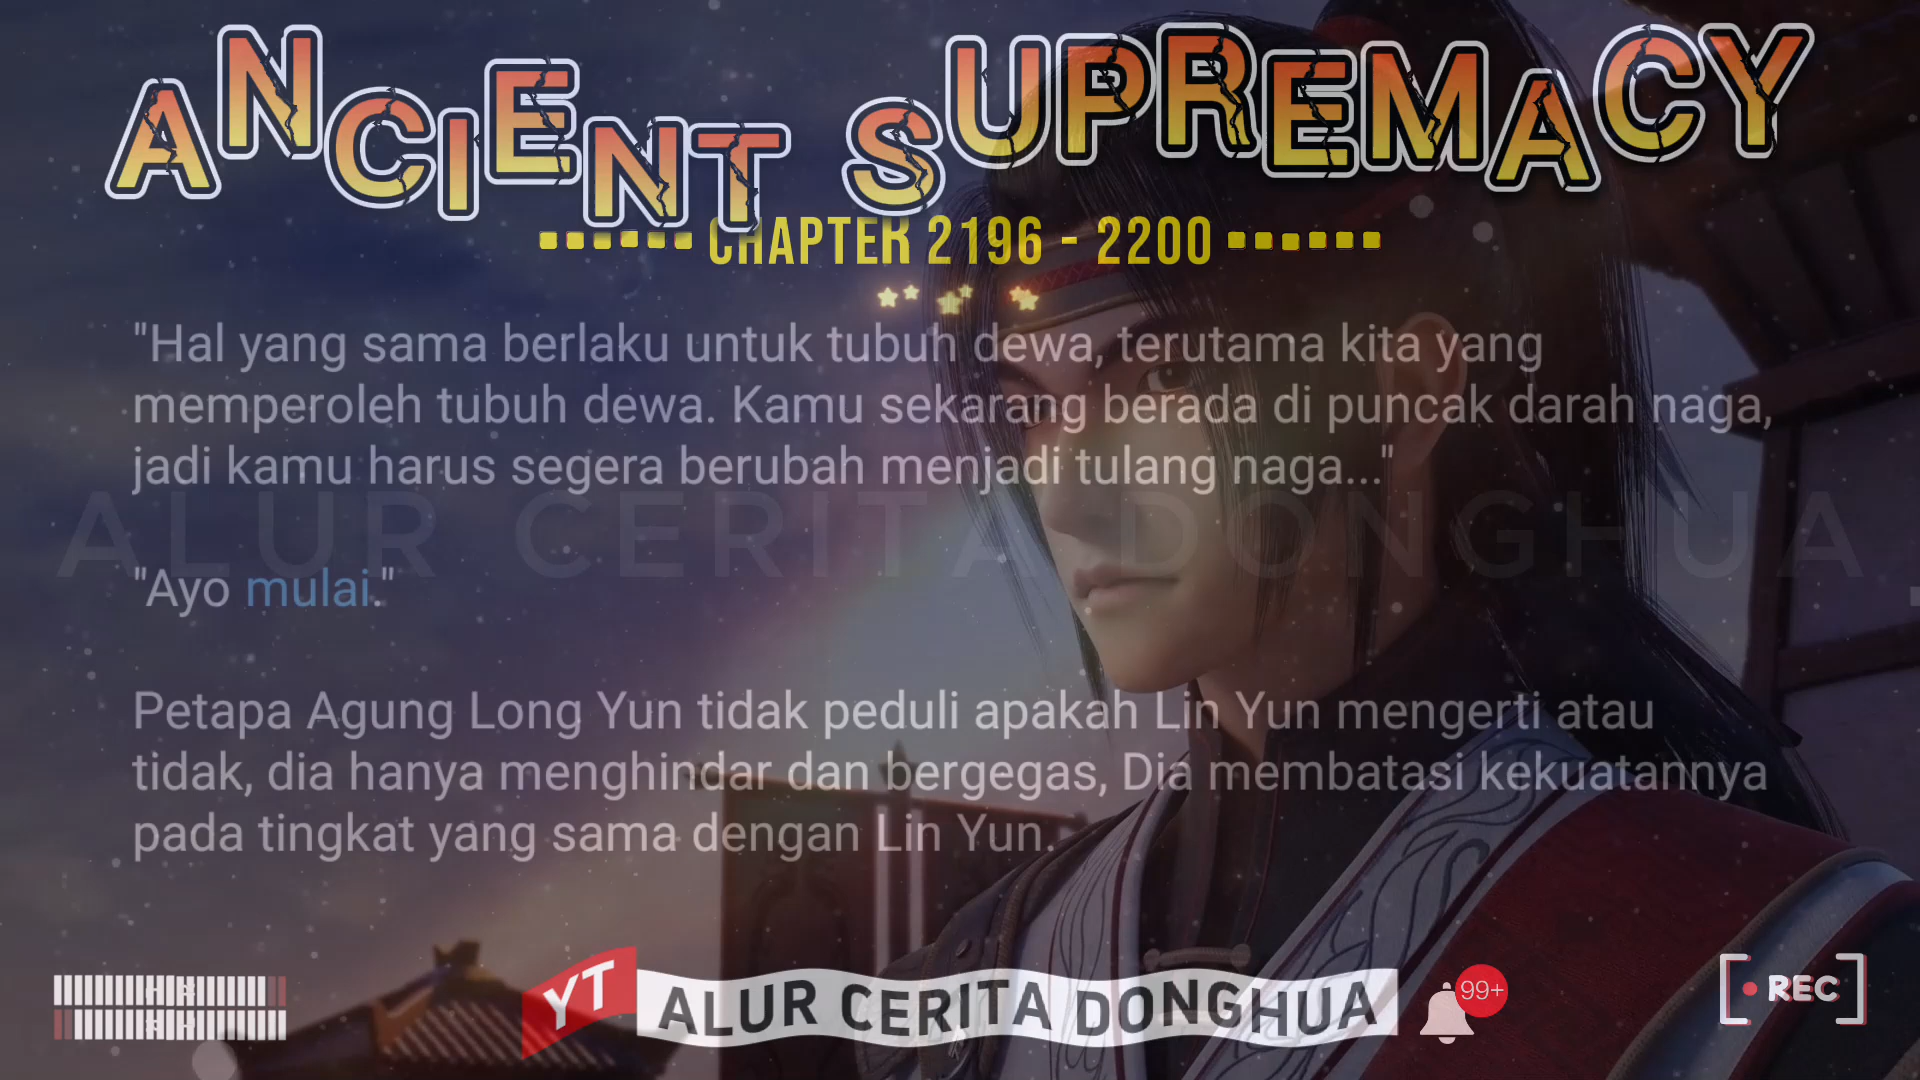 ANCIENT SUPREMACY
CHAPTER 2196 - 2200
"Hal yang sama berlaku untuk tubuh dewa, terutama kita yang
memperoleh tubuh dewa. Kamu sekarang berada di puncak darah naga,
jadi kamu harus segera berubah menjadi tulang naga..."
ALUR CERITA DONGHUA
"Ayo mulai."
Petapa Agung Long Yun tidak peduli apakah Lin Yun mengerti atau
tidak, dia hanya menghindar dan bergegas, Dia membatasi kekuatannya
pada tingkat yang sama dengan Lin Yun.
YT ALUR CERITA DONGHUA
99+
REC